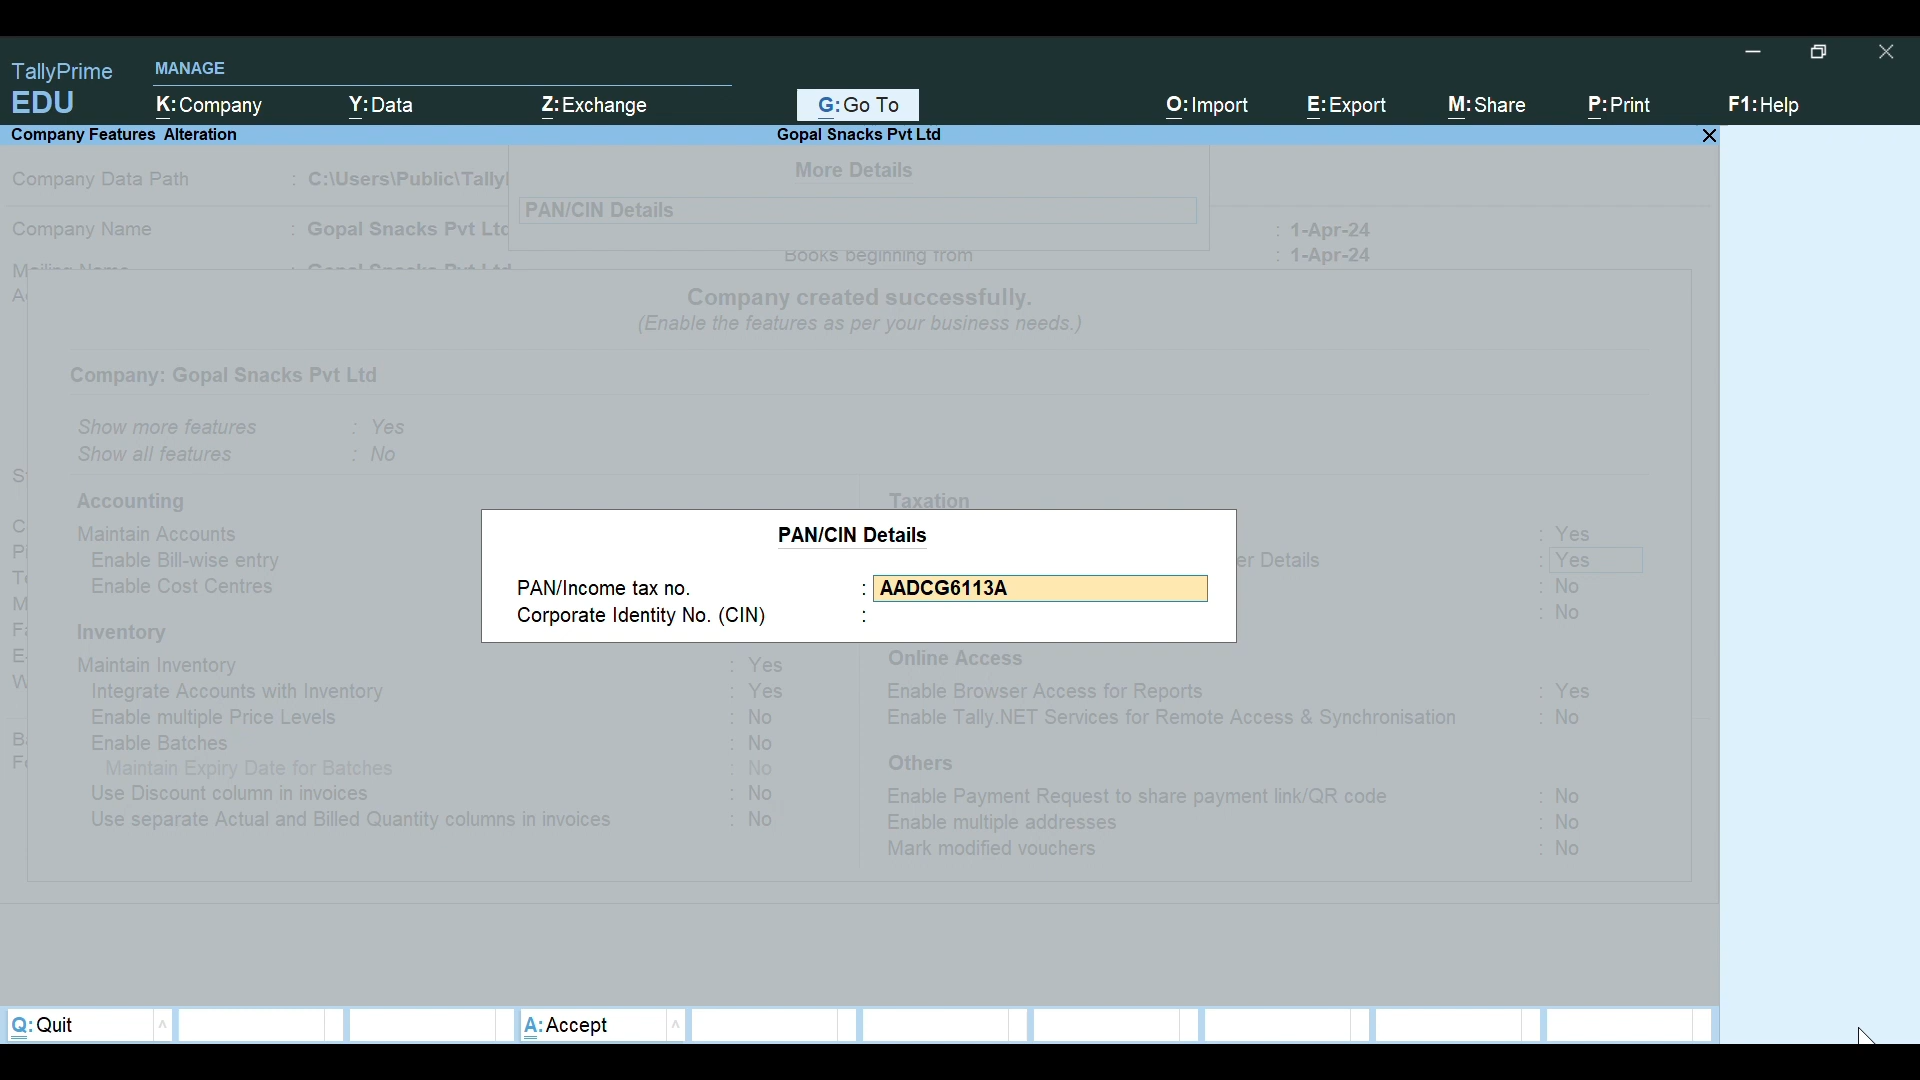 TallyPrime
EDU
MANAGE
K:Company
Y:Data
Z:Exchange
G:Go To
O:Import
E:Export
M:Share
P:Print
F1:Help
Company Features Alteration
Gopal Snacks Pvt Ltd
More Details
PAN/CIN Details
Company Data Path : C:\Users\Public\Tally
Company Name : Gopal Snacks Pvt Ltd
: 1-Apr-24
Books beginning from : 1-Apr-24
Company created successfully.
(Enable the features as per your business needs.)
Company: Gopal Snacks Pvt Ltd
Show more features : Yes
Show all features : No
Accounting
Maintain Accounts
Enable Bill-wise entry
Enable Cost Centres
Inventory
Maintain Inventory : Yes
Integrate Accounts with Inventory : Yes
Enable multiple Price Levels : No
Enable Batches : No
Maintain Expiry Date for Batches : No
Use Discount column in invoices : No
Use separate Actual and Billed Quantity columns in invoices : No
Taxation
: Yes
er Details : Yes
: No
: No
Online Access
Enable Browser Access for Reports : Yes
Enable Tally.NET Services for Remote Access & Synchronisation : No
Others
Enable Payment Request to share payment link/QR code : No
Enable multiple addresses : No
Mark modified vouchers : No
PAN/CIN Details
PAN/Income tax no. : AADCG6113A
Corporate Identity No. (CIN) :
Q:Quit
A:Accept